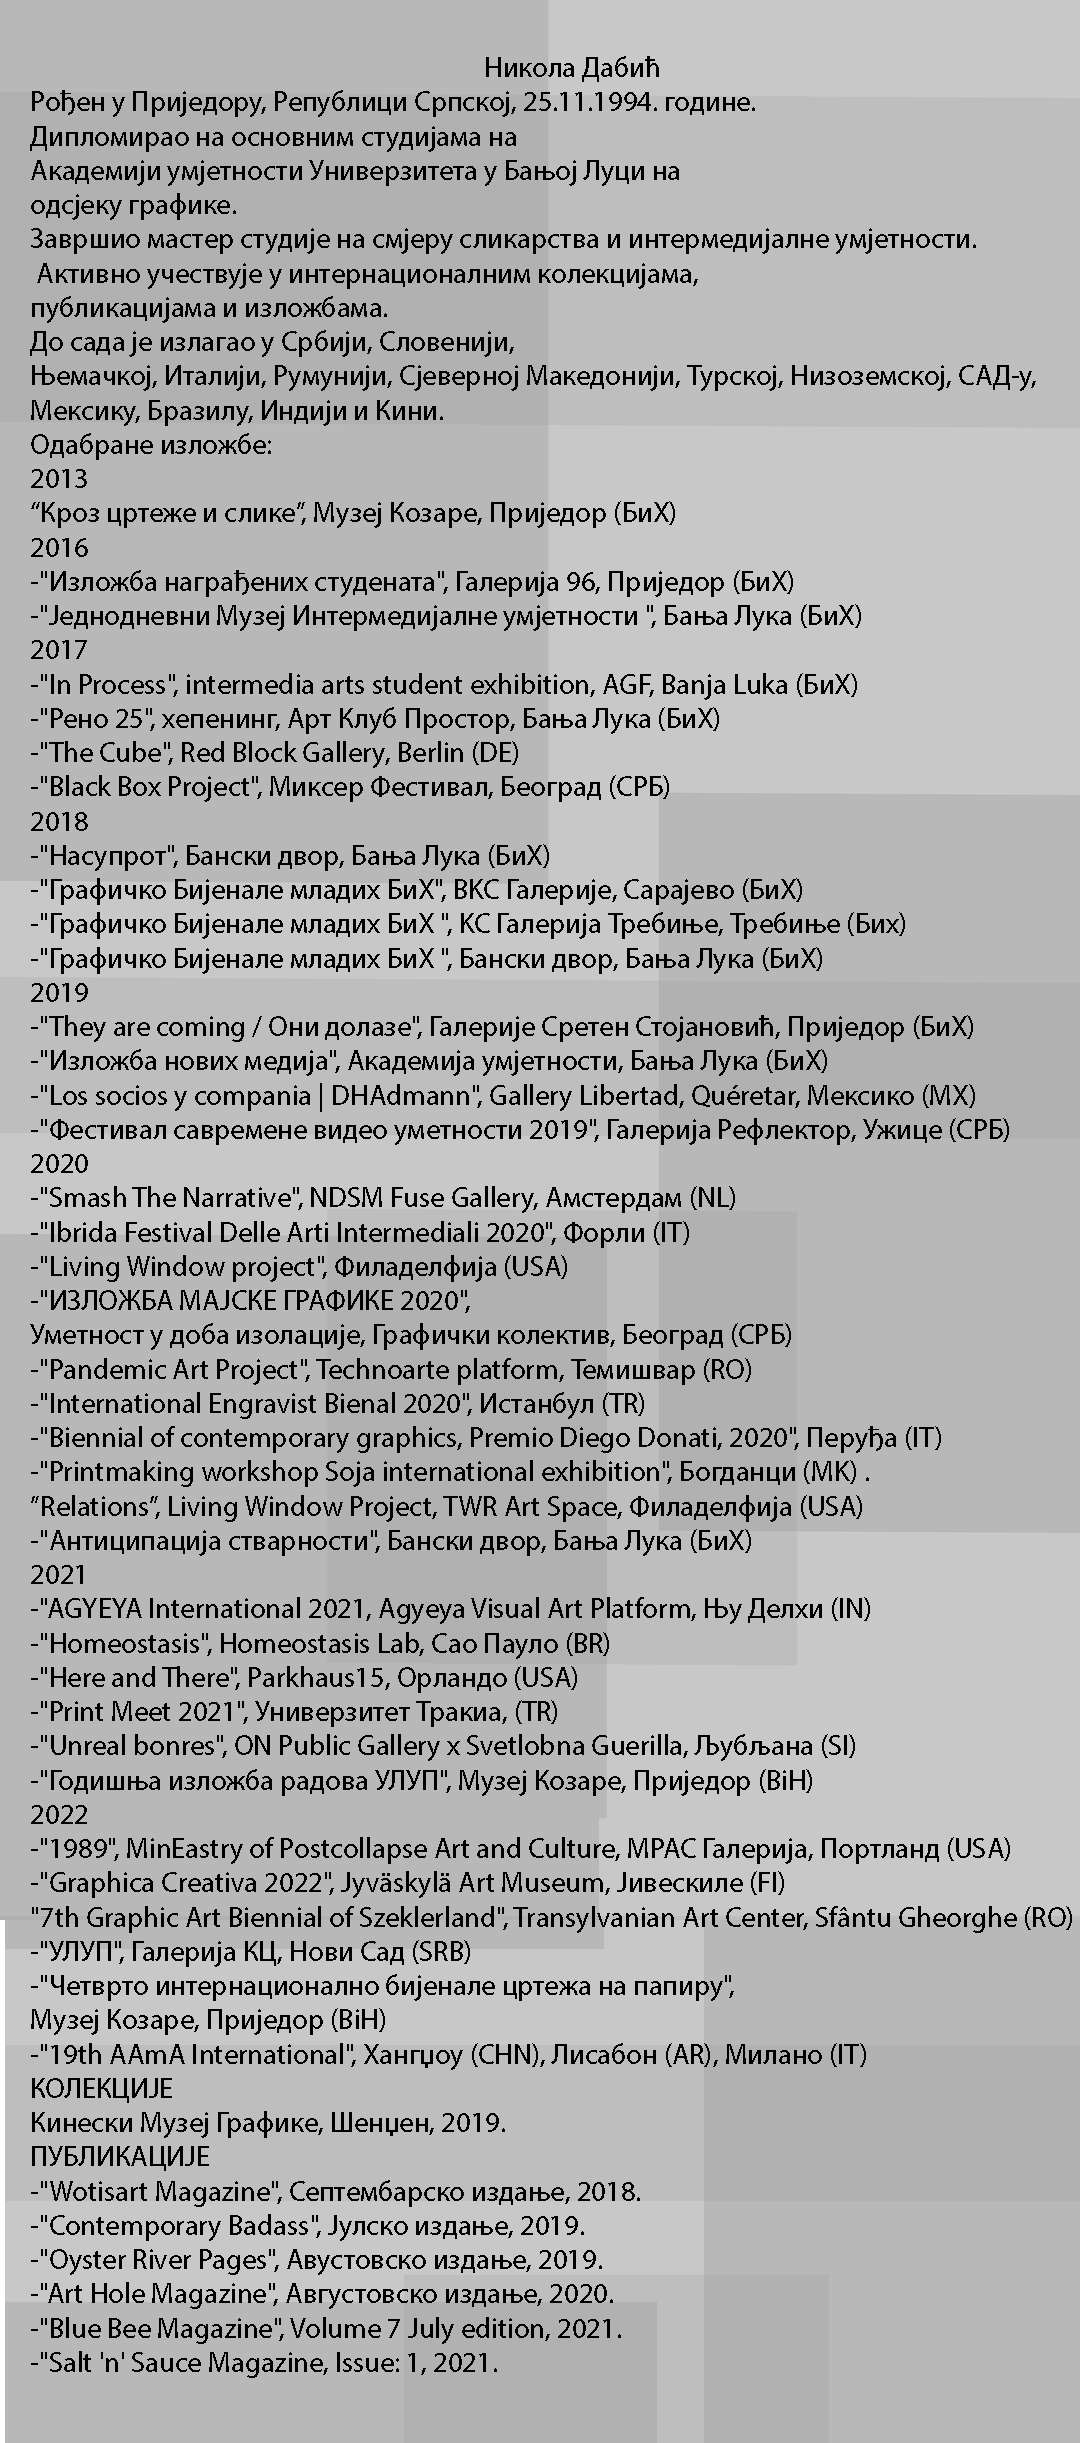 Никола Дабић
Рођен у Приједору, Републици Српској, 25.11.1994. године.
Дипломирао на основним студијама на
Академији умјетности Универзитета у Бањој Луци на
одсјеку графике.
Завршио мастер студије на смјеру сликарства и интермедијалне умјетности.
Активно учествује у интернационалним колекцијама,
публикацијама и изложбама.
До сада је излагао у Србији, Словенији,
Њемачкој, Италији, Румунији, Сјеверној Македонији, Турској, Низоземској, САД-у,
Мексику, Бразилу, Индији и Кини.
Одабране изложбе:
2013
“Кроз цртеже и слике”, Музеј Козаре, Приједор (БиХ)
2016
-"Изложба награђених студената", Галерија 96, Приједор (БиХ)
-"Једнодневни Музеј Интермедијалне умјетности ", Бања Лука (БиХ)
2017
-"In Process", intermedia arts student exhibition, AGF, Banja Luka (БиХ)
-"Рено 25", хепенинг, Арт Клуб Простор, Бања Лука (БиХ)
-"The Cube", Red Block Gallery, Berlin (DE)
-"Black Box Project", Миксер Фестивал, Београд (СРБ)
2018
-"Насупрот", Бански двор, Бања Лука (БиХ)
-"Графичко Бијенале младих БиХ", ВКС Галерије, Сарајево (БиХ)
-"Графичко Бијенале младих БиХ ", КС Галерија Требиње, Требиње (Бих)
-"Графичко Бијенале младих БиХ ", Бански двор, Бања Лука (БиХ)
2019
-"They are coming / Они долазе", Галерије Сретен Стојановић, Приједор (БиХ)
-"Изложба нових медија", Академија умјетности, Бања Лука (БиХ)
-"Los socios y compania | DHAdmann", Gallery Libertad, Quéretar, Мексико (MX)
-"Фестивал савремене видео уметности 2019", Галерија Рефлектор, Ужице (СРБ)
2020
-"Smash The Narrative", NDSM Fuse Gallery, Амстердам (NL)
-"Ibrida Festival Delle Arti Intermediali 2020", Форли (IT)
-"Living Window project", Филаделфија (USA)
-"ИЗЛОЖБА МАЈСКЕ ГРАФИКЕ 2020",
Уметност у доба изолације, Графички колектив, Београд (СРБ)
-"Pandemic Art Project", Technoarte platform, Темишвар (RO)
-"International Engravist Bienal 2020", Истанбул (TR)
-"Biennial of contemporary graphics, Premio Diego Donati, 2020", Перуђа (IT)
-"Printmaking workshop Soja international exhibition", Богданци (MK) .
”Relations”, Living Window Project, TWR Art Space, Филаделфија (USA)
-"Антиципација стварности", Бански двор, Бања Лука (БиХ)
2021
-"AGYEYA International 2021, Agyeya Visual Art Platform, Њу Делхи (IN)
-"Homeostasis", Homeostasis Lab, Сао Пауло (BR)
-"Here and There", Parkhaus15, Орландо (USA)
-"Print Meet 2021", Универзитет Тракиа, (TR)
-"Unreal bonres", ON Public Gallery x Svetlobna Guerilla, Љубљана (SI)
-"Годишња изложба радова УЛУП", Музеј Козаре, Приједор (BiH)
2022
-"1989", MinEastry of Postcollapse Art and Culture, MPAC Галерија, Портланд (USA)
-"Graphica Creativa 2022", Jyväskylä Art Museum, Јивескиле (FI)
"7th Graphic Art Biennial of Szeklerland", Transylvanian Art Center, Sfântu Gheorghe (RO)
-"УЛУП", Галерија КЦ, Нови Сад (SRB)
-"Четврто интернационално бијенале цртежа на папиру",
Музеј Козаре, Приједор (BiH)
-"19th AAmA International", Хангџоу (CHN), Лисабон (AR), Милано (IT)
КОЛЕКЦИЈЕ
Кинески Музеј Графике, Шенџен, 2019.
ПУБЛИКАЦИЈЕ
-"Wotisart Magazine", Септембарско издање, 2018.
-"Contemporary Badass", Јулско издање, 2019.
-"Oyster River Pages", Авустовско издање, 2019.
-"Art Hole Magazine", Августовско издање, 2020.
-"Blue Bee Magazine", Volume 7 July edition, 2021.
-"Salt 'n' Sauce Magazine, Issue: 1, 2021.